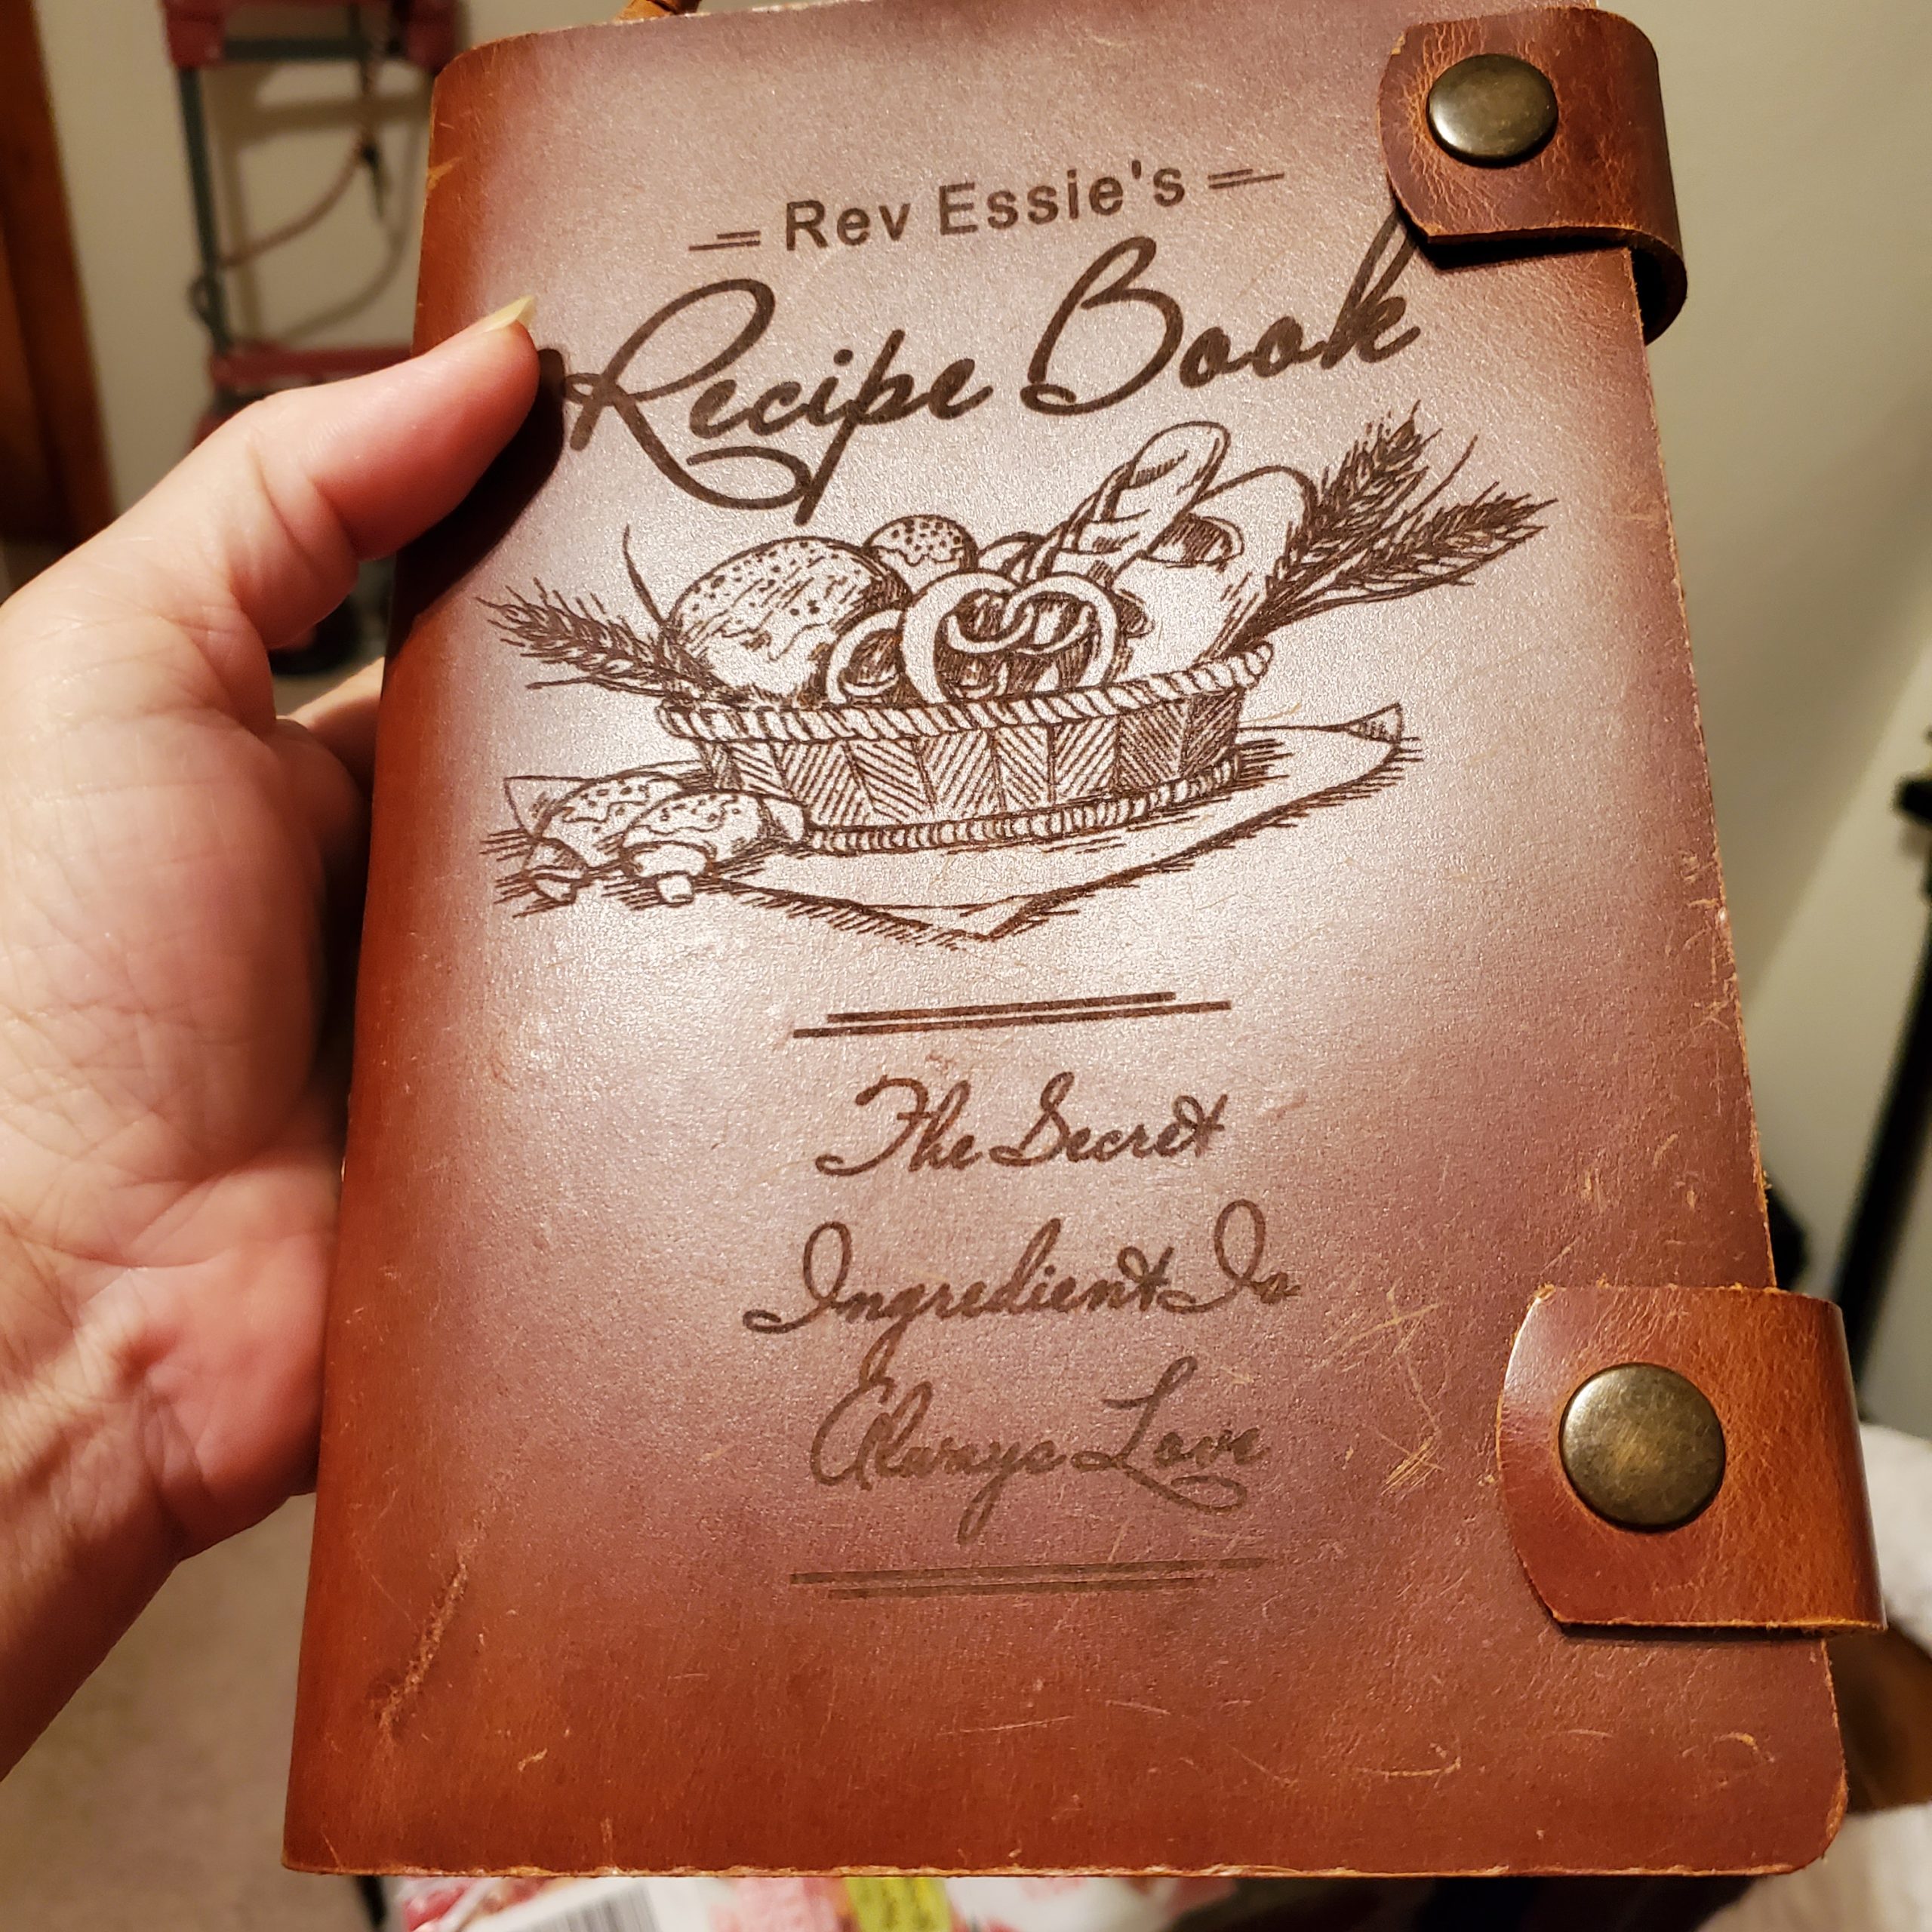 Rev Essie's
Recipe Book
The Secret
Ingredient Is
Always Love